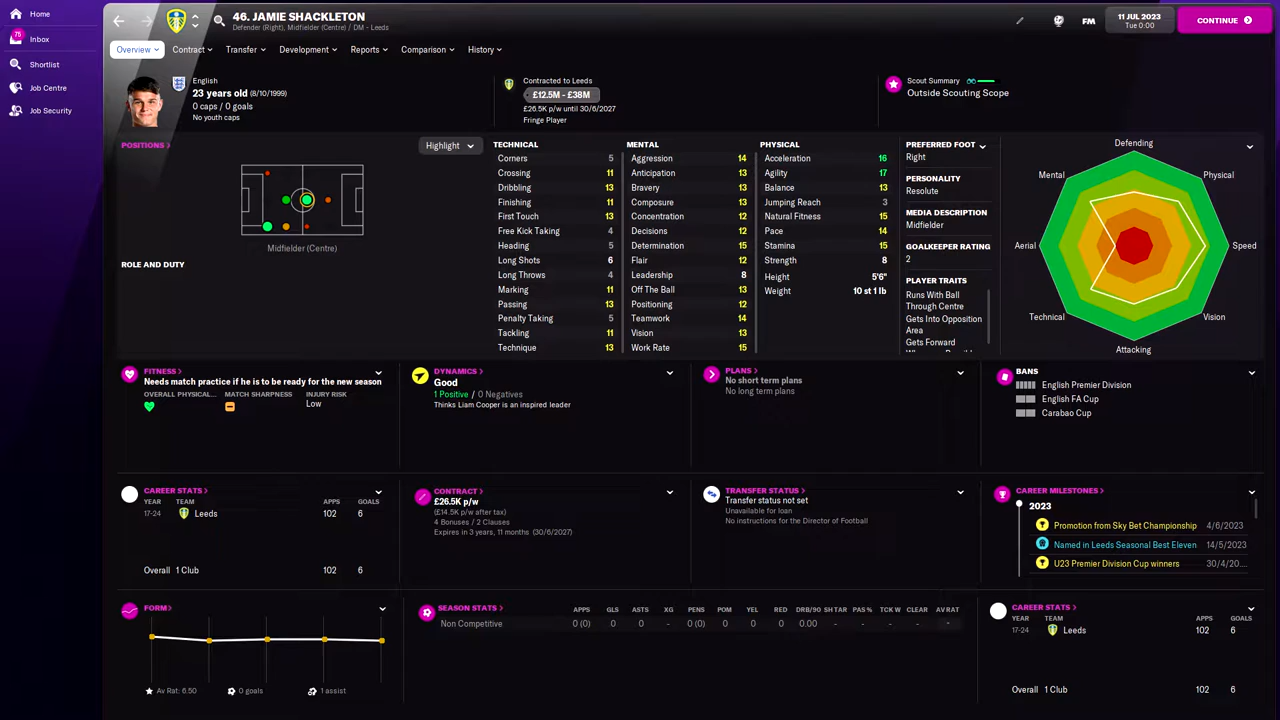 Home
75
Inbox
Shortlist
Job Centre
Job Security
46. JAMIE SHACKLETON
Defender (Right), Midfielder (Centre) / DM - Leeds
FM
11 JUL 2023
Tue 0:00
CONTINUE
Overview
Contract
Transfer
Development
Reports
Comparison
History
English
23 years old (8/10/1999)
0 caps / 0 goals
No youth caps
Contracted to Leeds
£12.5M - £38M
£26.5K p/w until 30/6/2027
Fringe Player
Scout Summary
Outside Scouting Scope
POSITIONS
Highlight
Midfielder (Centre)
ROLE AND DUTY
TECHNICAL
Corners 5
Crossing 11
Dribbling 13
Finishing 11
First Touch 13
Free Kick Taking 4
Heading 5
Long Shots 6
Long Throws 4
Marking 11
Passing 13
Penalty Taking 5
Tackling 11
Technique 13
MENTAL
Aggression 14
Anticipation 13
Bravery 13
Composure 13
Concentration 12
Decisions 12
Determination 15
Flair 12
Leadership 8
Off The Ball 13
Positioning 12
Teamwork 14
Vision 13
Work Rate 15
PHYSICAL
Acceleration 16
Agility 17
Balance 13
Jumping Reach 3
Natural Fitness 15
Pace 14
Stamina 15
Strength 8
Height 5'6"
Weight 10 st 1 lb
PREFERRED FOOT
Right
PERSONALITY
Resolute
MEDIA DESCRIPTION
Midfielder
GOALKEEPER RATING
2
PLAYER TRAITS
Runs With Ball
Through Centre
Gets Into Opposition
Area
Gets Forward
Defending
Mental
Physical
Aerial
Speed
Technical
Vision
Attacking
FITNESS
Needs match practice if he is to be ready for the new season
OVERALL PHYSICAL... MATCH SHARPNESS INJURY RISK
Low
DYNAMICS
Good
1 Positive / 0 Negatives
Thinks Liam Cooper is an inspired leader
PLANS
No short term plans
No long term plans
BANS
English Premier Division
English FA Cup
Carabao Cup
CAREER STATS
YEAR TEAM APPS GOALS
17-24 Leeds 102 6
Overall 1 Club 102 6
CONTRACT
£26.5K p/w
(£14.5K p/w after tax)
4 Bonuses / 2 Clauses
Expires in 3 years, 11 months (30/6/2027)
TRANSFER STATUS
Transfer status not set
Unavailable for loan
No instructions for the Director of Football
CAREER MILESTONES
2023
Promotion from Sky Bet Championship 4/6/2023
Named in Leeds Seasonal Best Eleven 14/5/2023
U23 Premier Division Cup winners 30/4/20...
FORM
Av Rat: 6.50 0 goals 1 assist
SEASON STATS APPS GLS ASTS XG PENS POM YEL RED DRB/90 SH TAR PAS % TCK W CLEAR AV RAT
Non Competitive 0 (0) 0 0 - 0 (0) 0 0 0 0.00 - - - - -
CAREER STATS
YEAR TEAM APPS GOALS
17-24 Leeds 102 6
Overall 1 Club 102 6